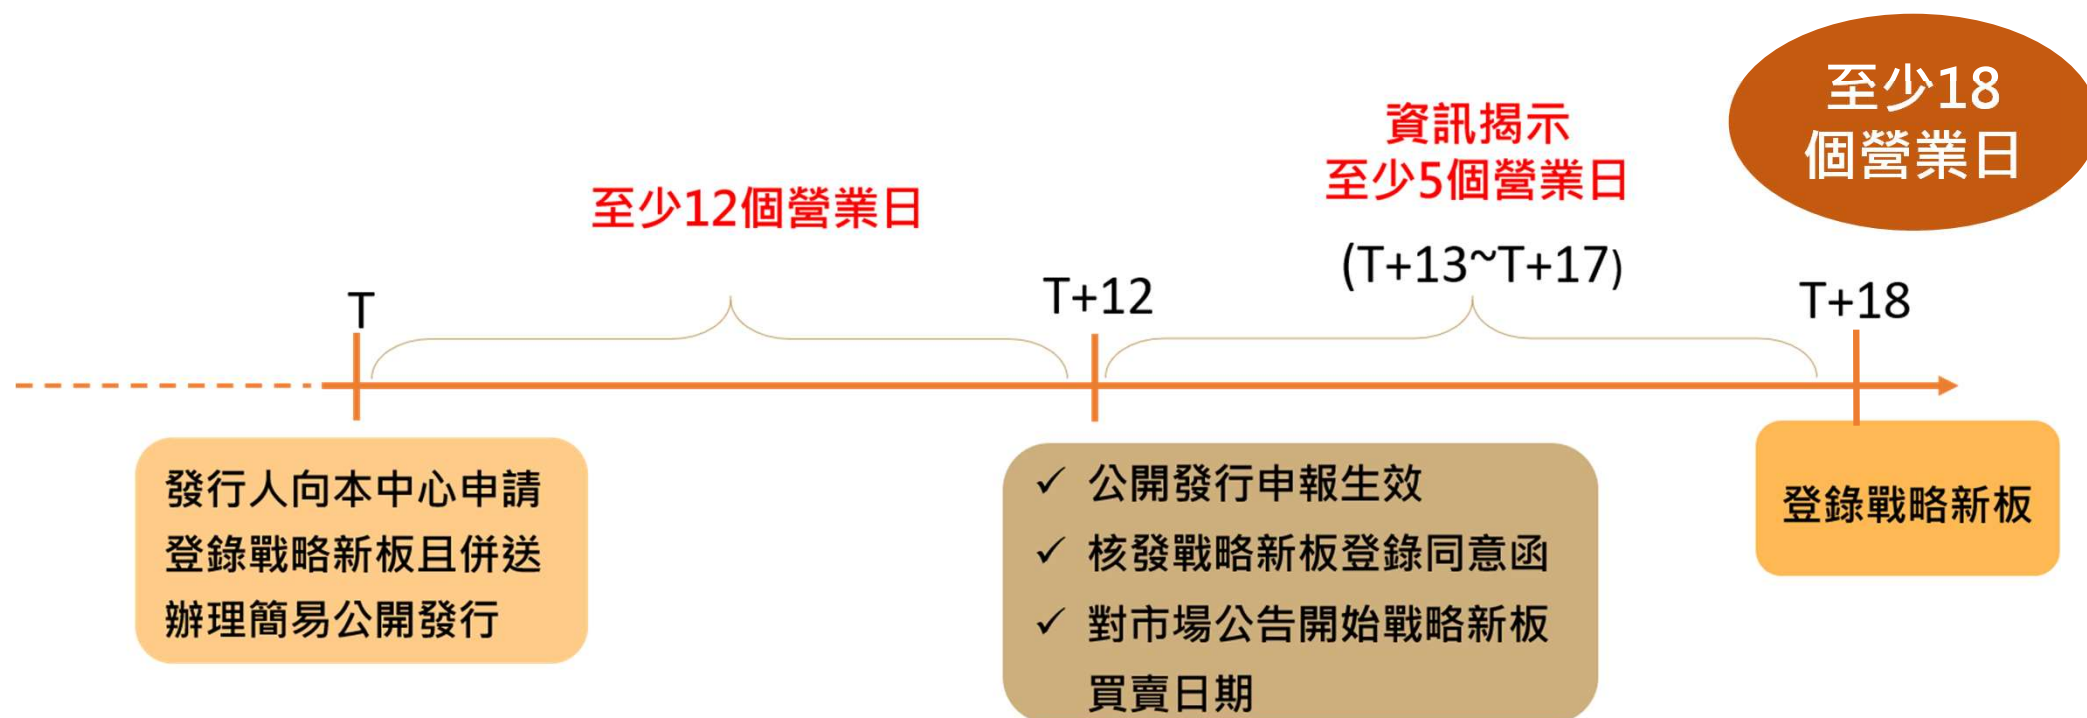 至少18
個營業日
資訊揭示
至少5個營業日
(T+13~T+17)
至少12個營業日
T
T+12
T+18
發行人向本中心申請
登錄戰略新板且併送
辦理簡易公開發行
✓ 公開發行申報生效
✓ 核發戰略新板登錄同意函
✓ 對市場公告開始戰略新板
買賣日期
登錄戰略新板